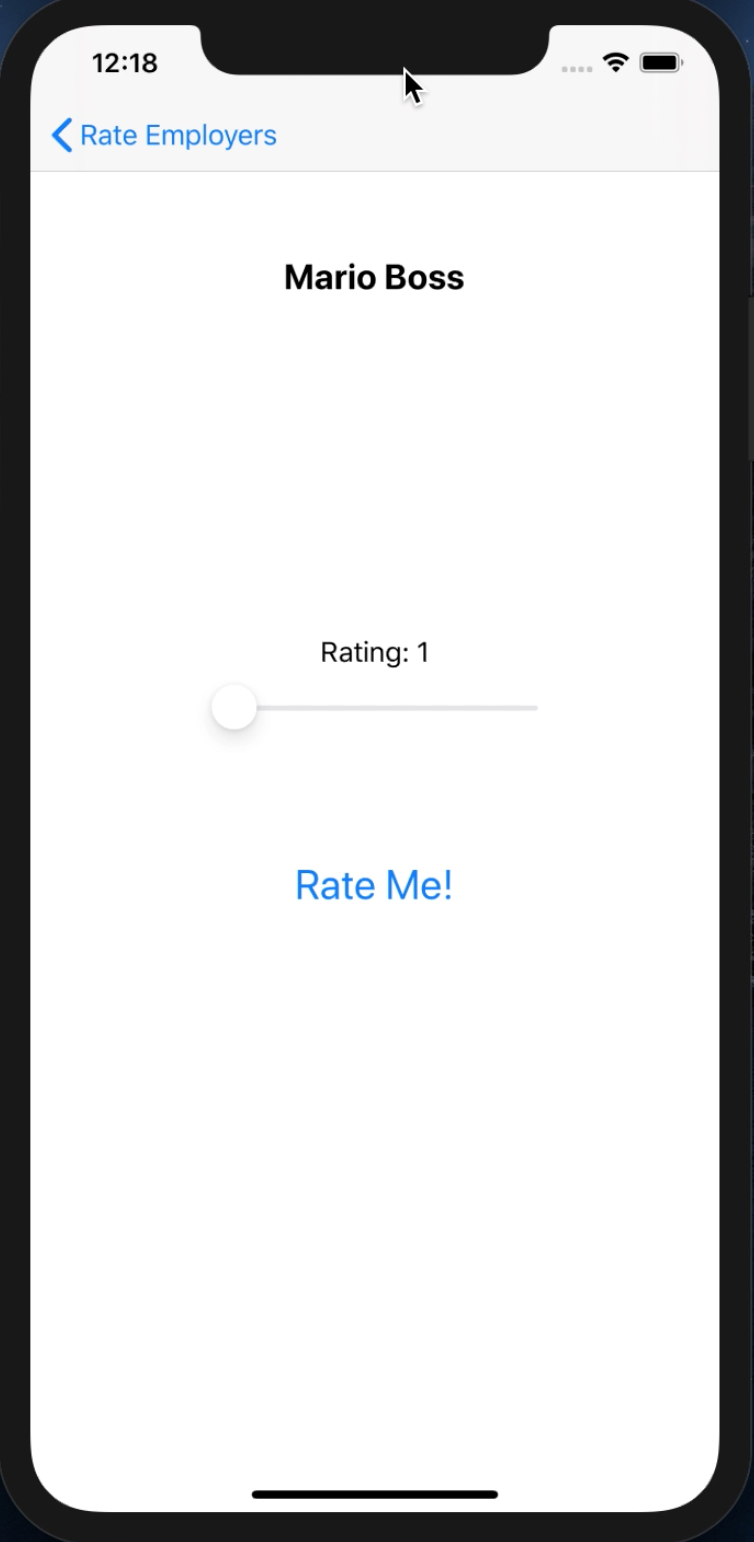 12:18
Rate Employers
Mario Boss
Rating: 1
Rate Me!